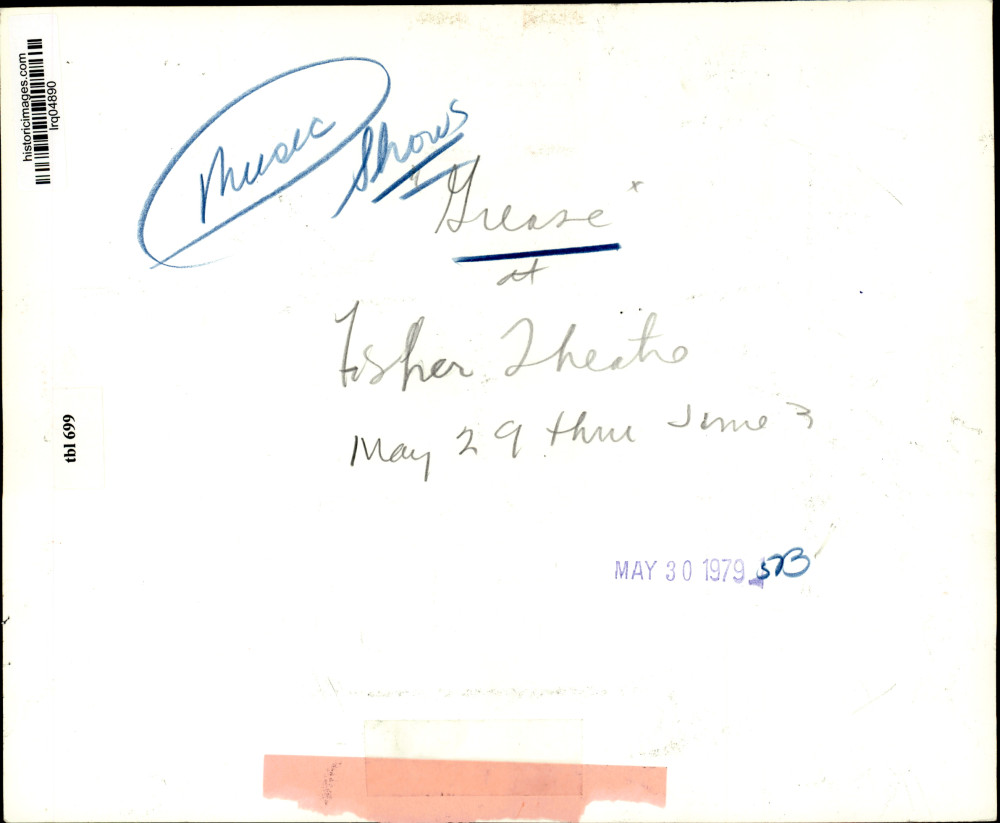 historicimages.com
lrq04890
Music
Shows
"Grease"
at
Fisher Theatre
May 29 thru June 3
tbl 699
MAY 30 1979